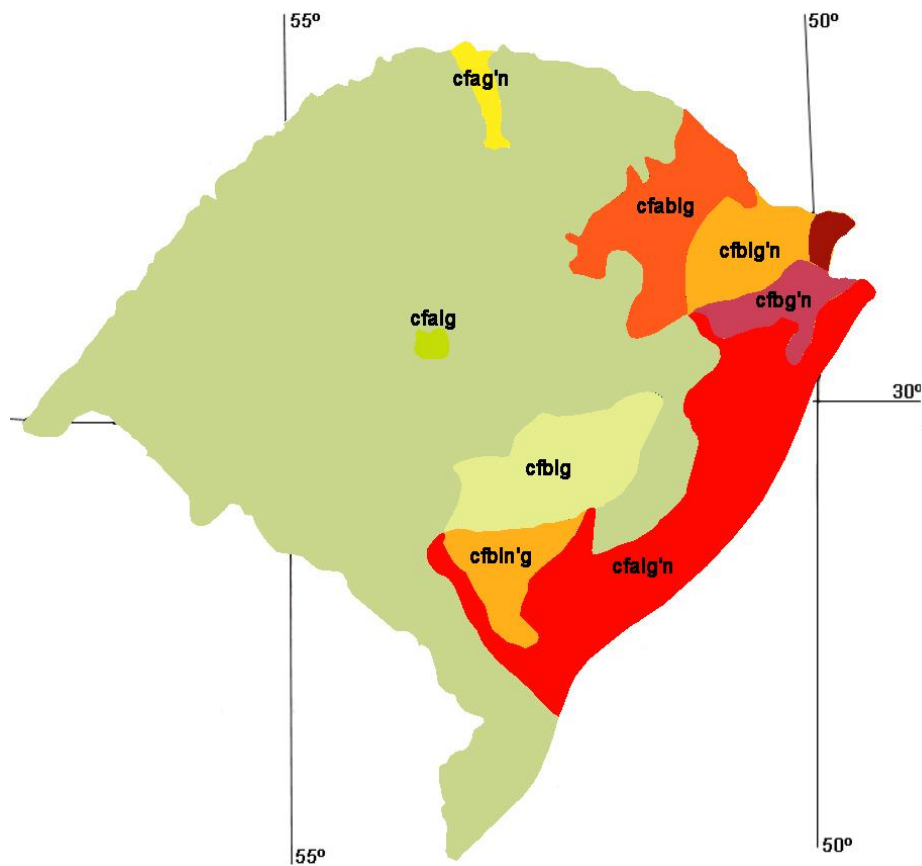 55º
50º
cfag'n
cfablg
cfblg'n
cfbg'n
cfalg
30º
cfblg
cfbln'g
cfalg'n
50º
55º